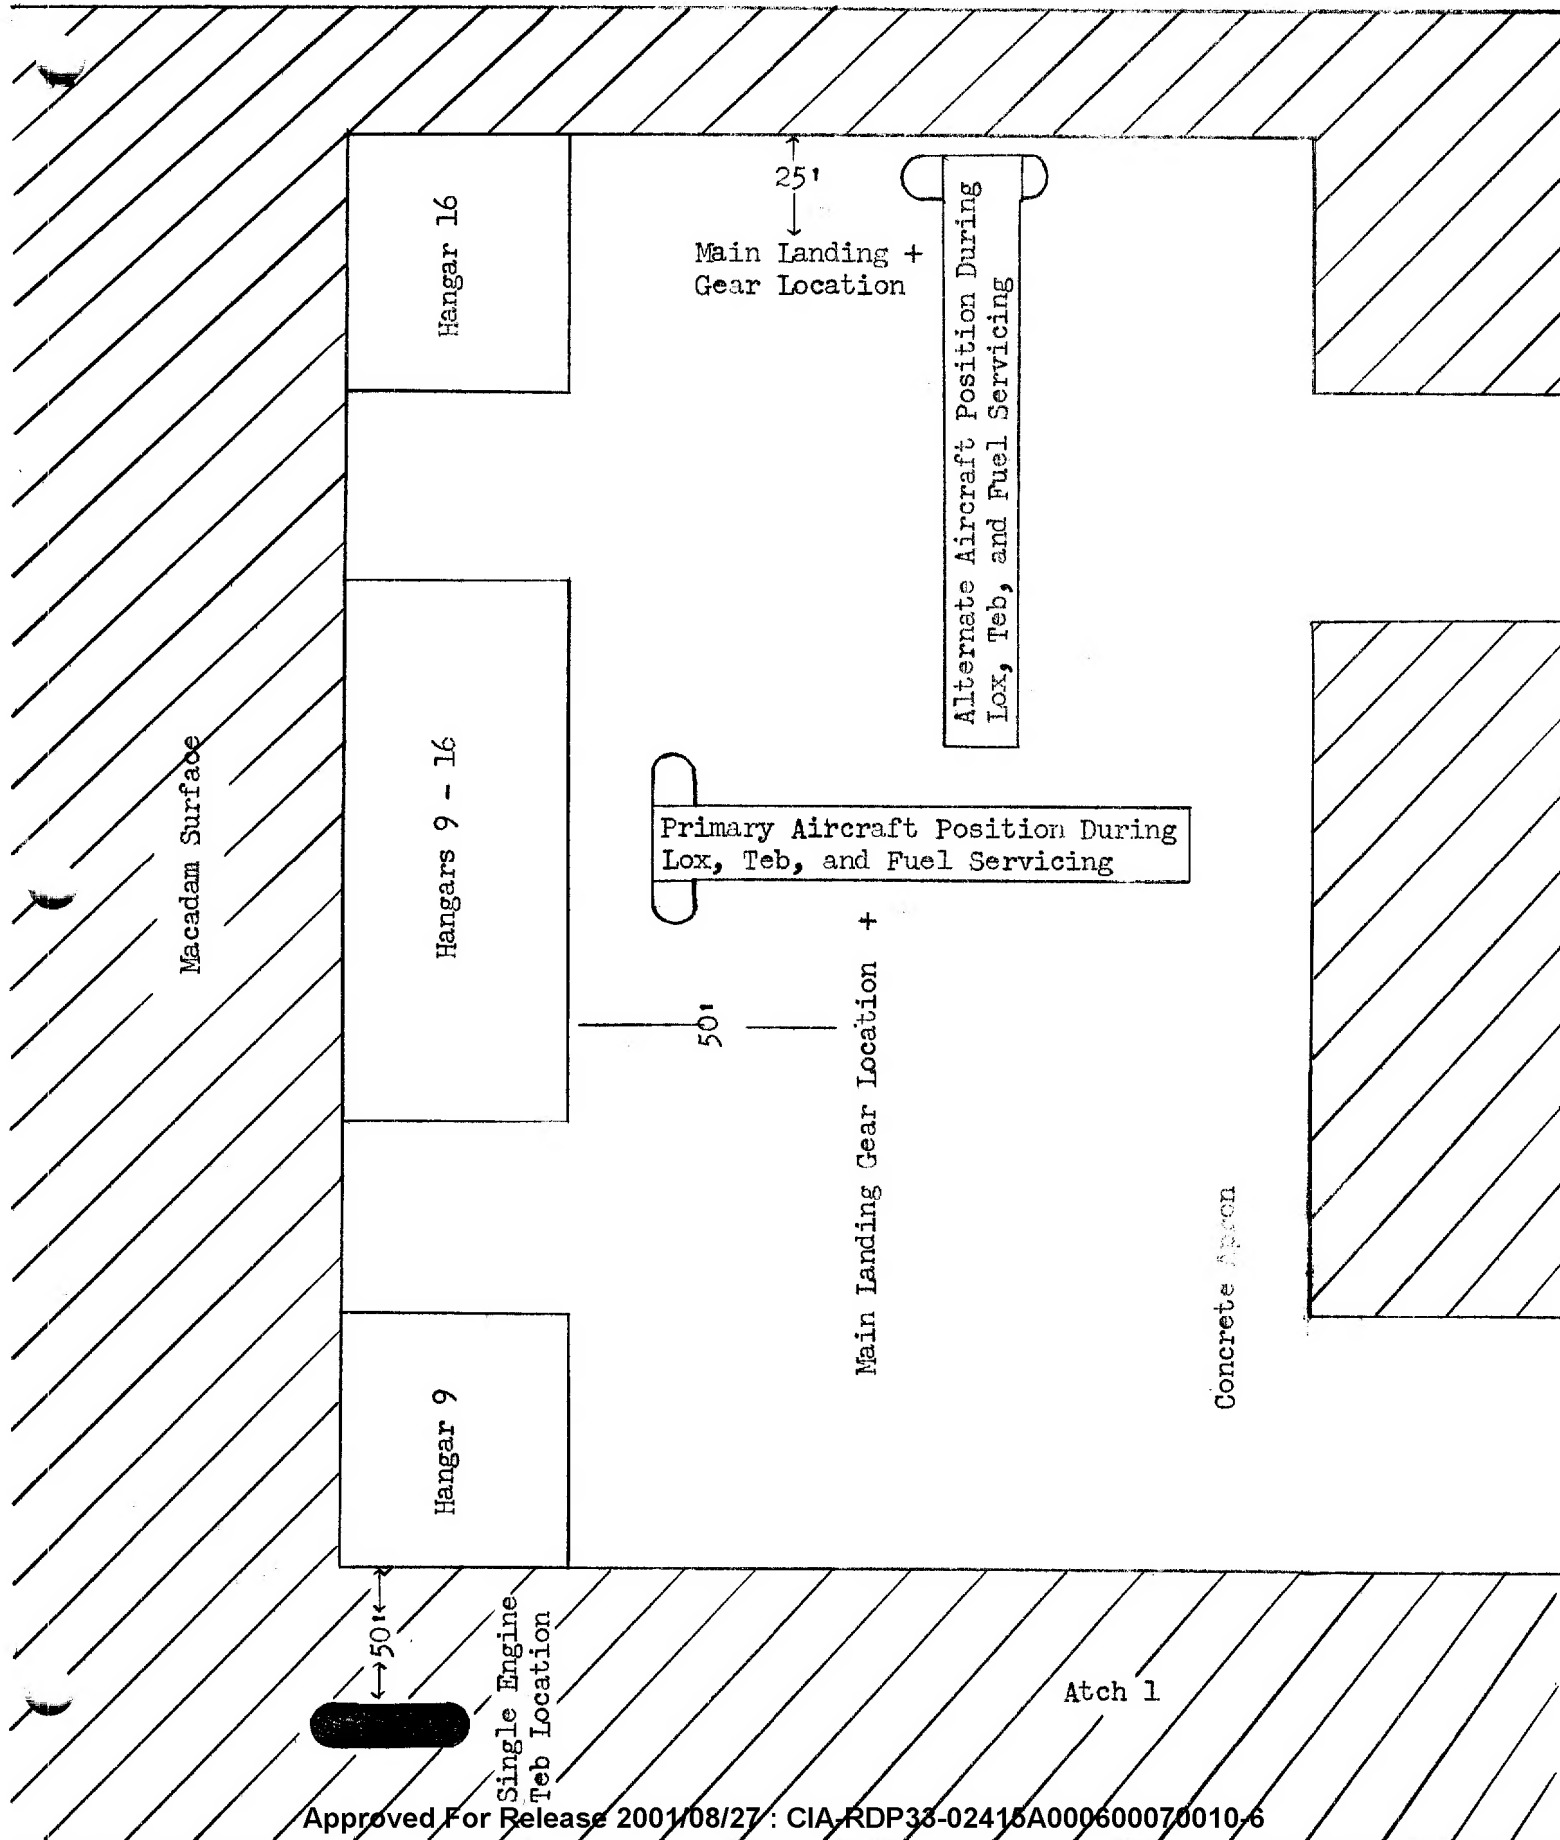 25'
Main Landing +
Gear Location
Hangar 16
Alternate Aircraft Position During
Lox, Teb, and Fuel Servicing
Macadam Surface
Hangars 9 - 16
Primary Aircraft Position During
Lox, Teb, and Fuel Servicing
50'
Main Landing Gear Location +
Concrete Apron
Hangar 9
50'
Single Engine
Teb Location
Atch 1
Approved For Release 2001/08/27 : CIA-RDP33-02415A000600070010-6